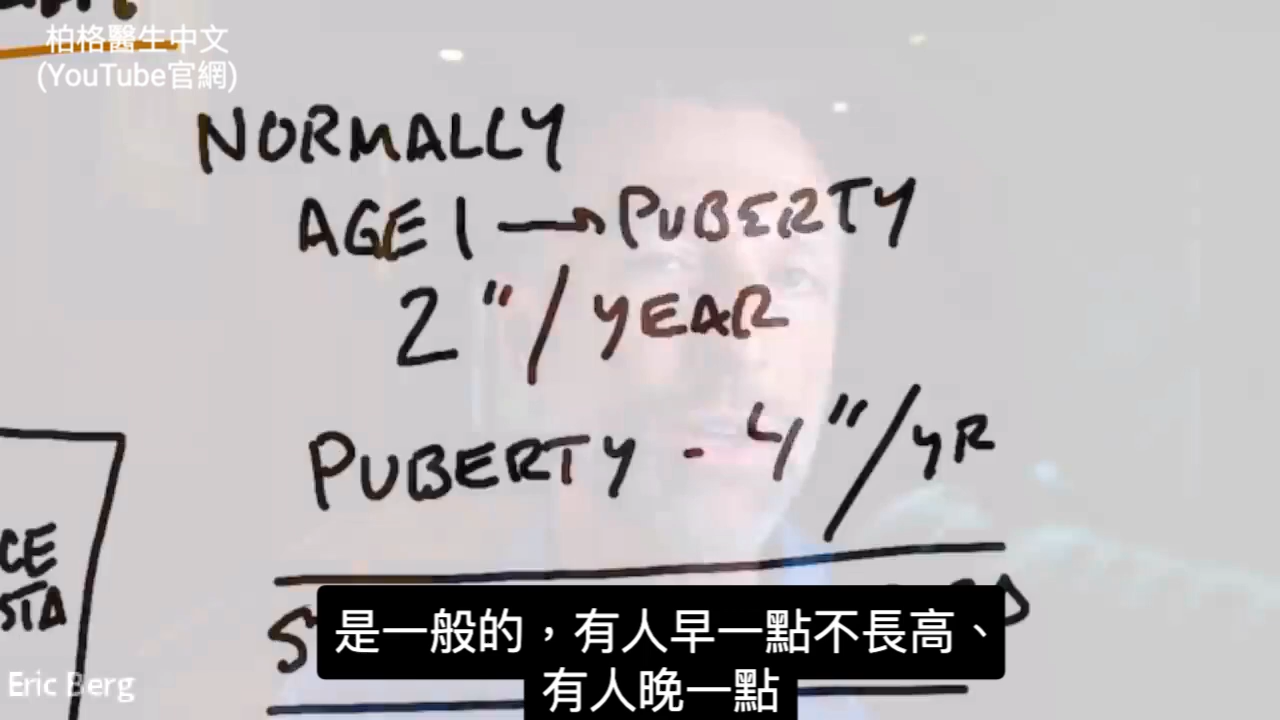 柏格醫生中文
(YouTube官網)
NORMALLY
AGE 1 → PUBERTY
2"/YEAR
PUBERTY - 4"/YR
CE
STA
是一般的，有人早一點不長高、
有人晚一點
Eric Berg